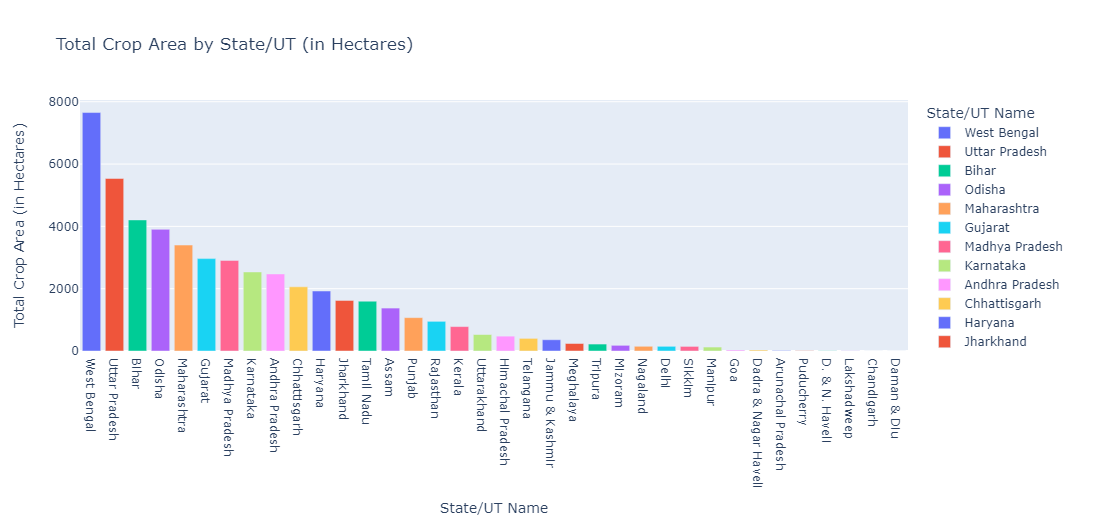 Total Crop Area by State/UT (in Hectares)
Total Crop Area (in Hectares)
8000
6000
4000
2000
0
West Bengal
Uttar Pradesh
Bihar
Odisha
Maharashtra
Gujarat
Madhya Pradesh
Karnataka
Andhra Pradesh
Chhattisgarh
Haryana
Jharkhand
Tamil Nadu
Assam
Punjab
Rajasthan
Kerala
Uttarakhand
Himachal Pradesh
Telangana
Jammu & Kashmir
Meghalaya
Tripura
Mizoram
Nagaland
Delhi
Sikkim
Manipur
Goa
Dadra & Nagar Havell
Arunachal Pradesh
Puducherry
D. & N. Havell
Lakshadweep
Chandigarh
Daman & Diu
State/UT Name
State/UT Name
West Bengal
Uttar Pradesh
Bihar
Odisha
Maharashtra
Gujarat
Madhya Pradesh
Karnataka
Andhra Pradesh
Chhattisgarh
Haryana
Jharkhand